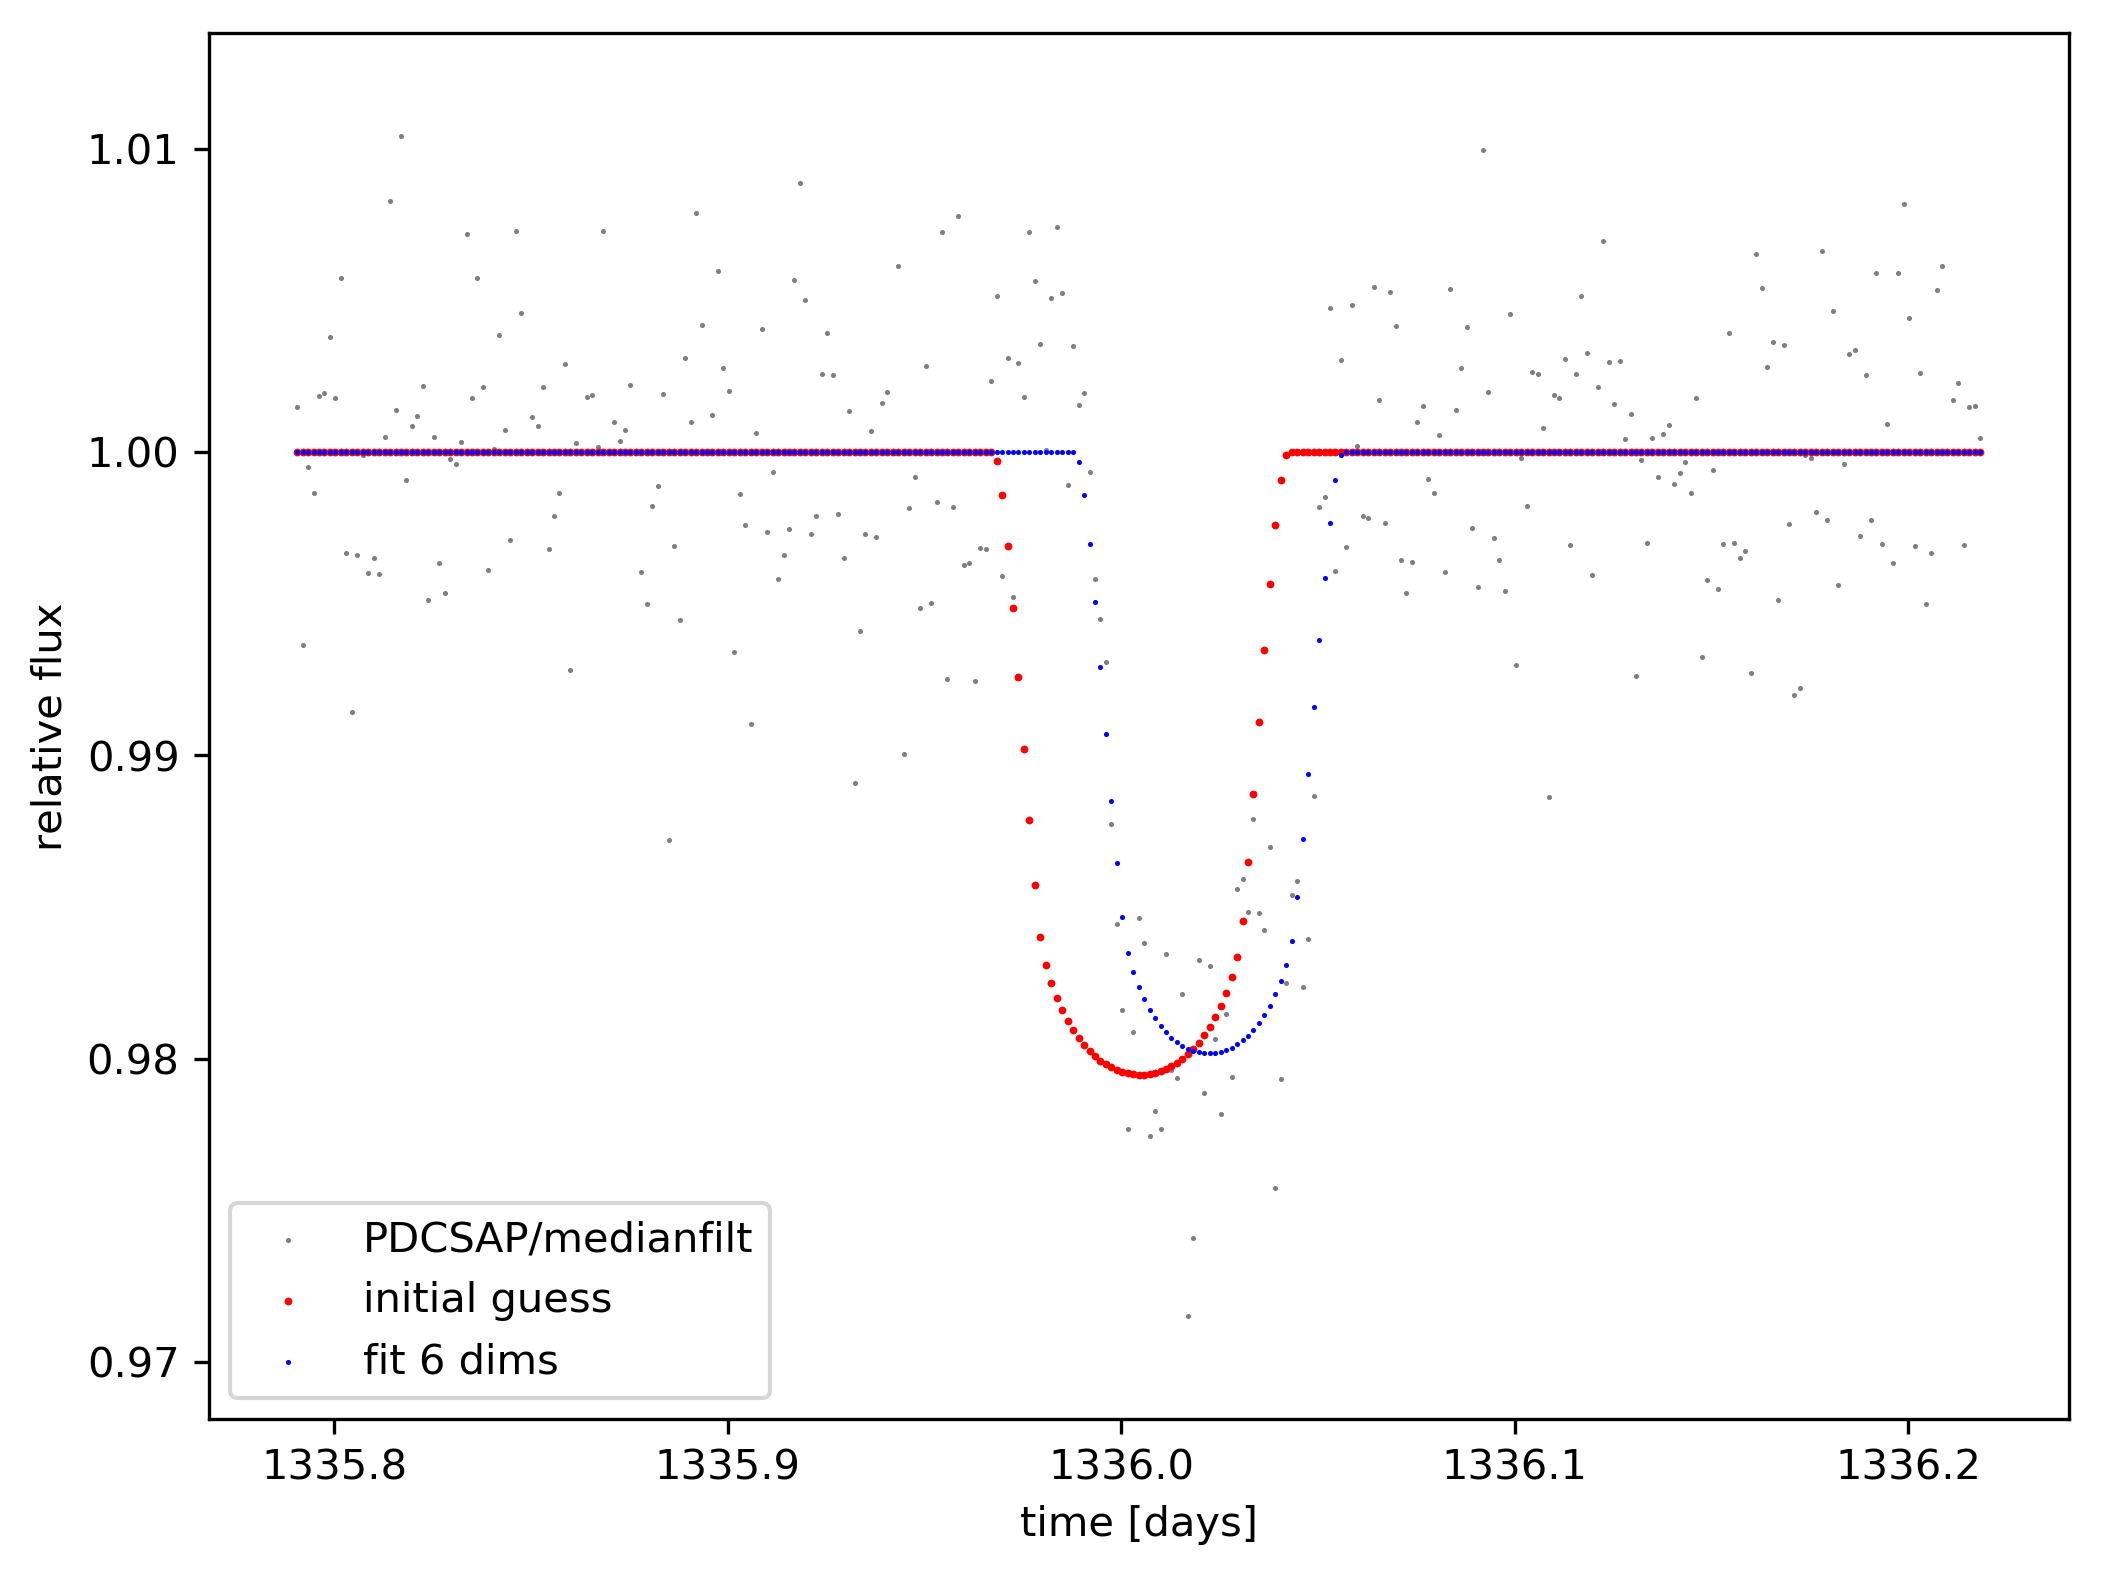 1.01
1.00
0.99
0.98
0.97
relative flux
PDCSAP/medianfilt
initial guess
fit 6 dims
1335.8 1335.9 1336.0 1336.1 1336.2
time [days]